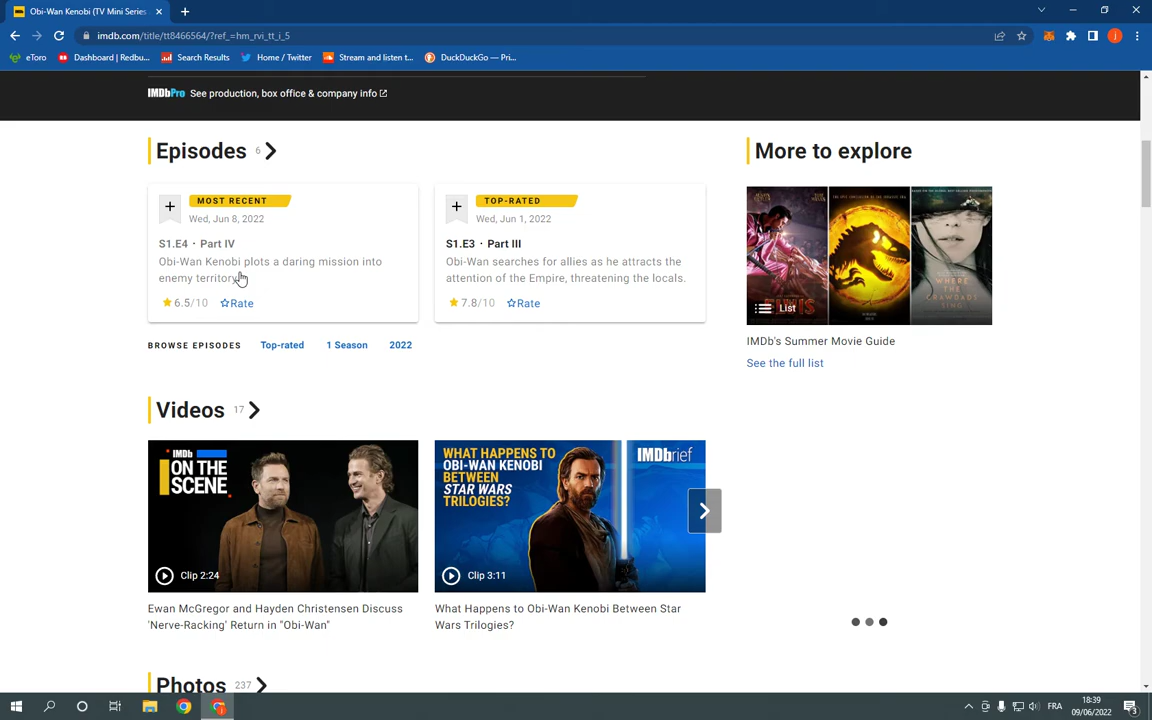 Obi-Wan Kenobi (TV Mini Series
imdb.com/title/tt8466564/?ref_=hm_rvi_tt_i_5
eToro
Dashboard | Redbu...
Search Results
Home / Twitter
Stream and listen t...
DuckDuckGo — Pri...
IMDbPro See production, box office & company info
Episodes 6
More to explore
MOST RECENT
Wed, Jun 8, 2022
S1.E4 · Part IV
Obi-Wan Kenobi plots a daring mission into
enemy territory.
6.5/10 Rate
TOP-RATED
Wed, Jun 1, 2022
S1.E3 · Part III
Obi-Wan searches for allies as he attracts the
attention of the Empire, threatening the locals.
7.8/10 Rate
WHERE THE
CRAWDADS
SING
List
IMDb's Summer Movie Guide
See the full list
BROWSE EPISODES Top-rated 1 Season 2022
Videos 17
IMDb
ON THE
SCENE
Clip 2:24
Ewan McGregor and Hayden Christensen Discuss
'Nerve-Racking' Return in "Obi-Wan"
WHAT HAPPENS TO
OBI-WAN KENOBI
BETWEEN
STAR WARS
TRILOGIES?
IMDbrief
Clip 3:11
What Happens to Obi-Wan Kenobi Between Star
Wars Trilogies?
Photos 237
FRA
18:39
09/06/2022
3